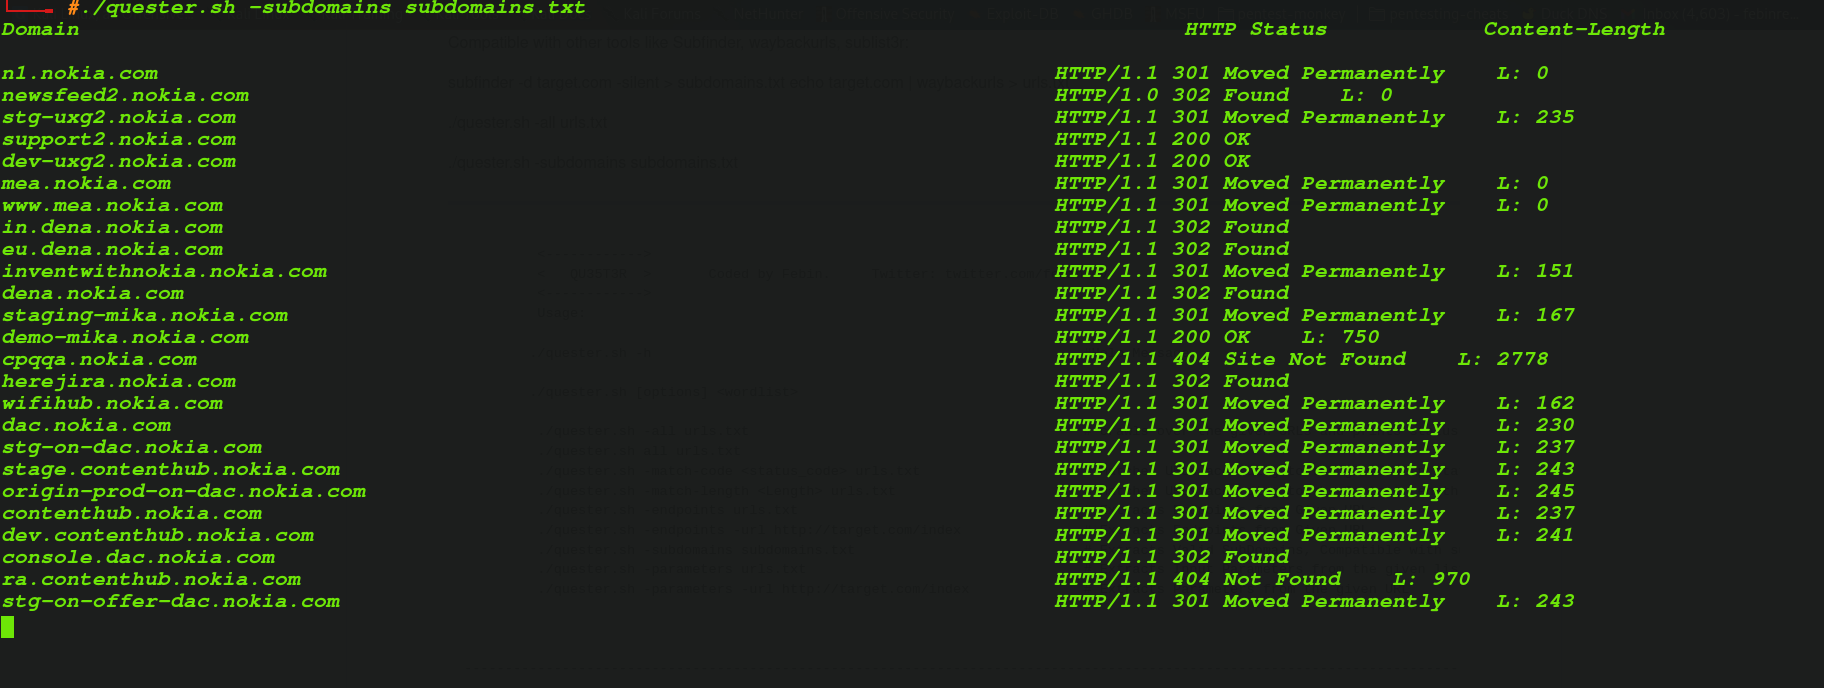 #./quester.sh -subdomains subdomains.txt
Domain HTTP Status Content-Length
n1.nokia.com HTTP/1.1 301 Moved Permanently L: 0
newsfeed2.nokia.com HTTP/1.0 302 Found L: 0
stg-uxg2.nokia.com HTTP/1.1 301 Moved Permanently L: 235
support2.nokia.com HTTP/1.1 200 OK
dev-uxg2.nokia.com HTTP/1.1 200 OK
mea.nokia.com HTTP/1.1 301 Moved Permanently L: 0
www.mea.nokia.com HTTP/1.1 301 Moved Permanently L: 0
in.dena.nokia.com HTTP/1.1 302 Found
eu.dena.nokia.com HTTP/1.1 302 Found
inventwithnokia.nokia.com HTTP/1.1 301 Moved Permanently L: 151
dena.nokia.com HTTP/1.1 302 Found
staging-mika.nokia.com HTTP/1.1 301 Moved Permanently L: 167
demo-mika.nokia.com HTTP/1.1 200 OK L: 750
cpqqa.nokia.com HTTP/1.1 404 Site Not Found L: 2778
herejira.nokia.com HTTP/1.1 302 Found
wifihub.nokia.com HTTP/1.1 301 Moved Permanently L: 162
dac.nokia.com HTTP/1.1 301 Moved Permanently L: 230
stg-on-dac.nokia.com HTTP/1.1 301 Moved Permanently L: 237
stage.contenthub.nokia.com HTTP/1.1 301 Moved Permanently L: 243
origin-prod-on-dac.nokia.com HTTP/1.1 301 Moved Permanently L: 245
contenthub.nokia.com HTTP/1.1 301 Moved Permanently L: 237
dev.contenthub.nokia.com HTTP/1.1 301 Moved Permanently L: 241
console.dac.nokia.com HTTP/1.1 302 Found
ra.contenthub.nokia.com HTTP/1.1 404 Not Found L: 970
stg-on-offer-dac.nokia.com HTTP/1.1 301 Moved Permanently L: 243